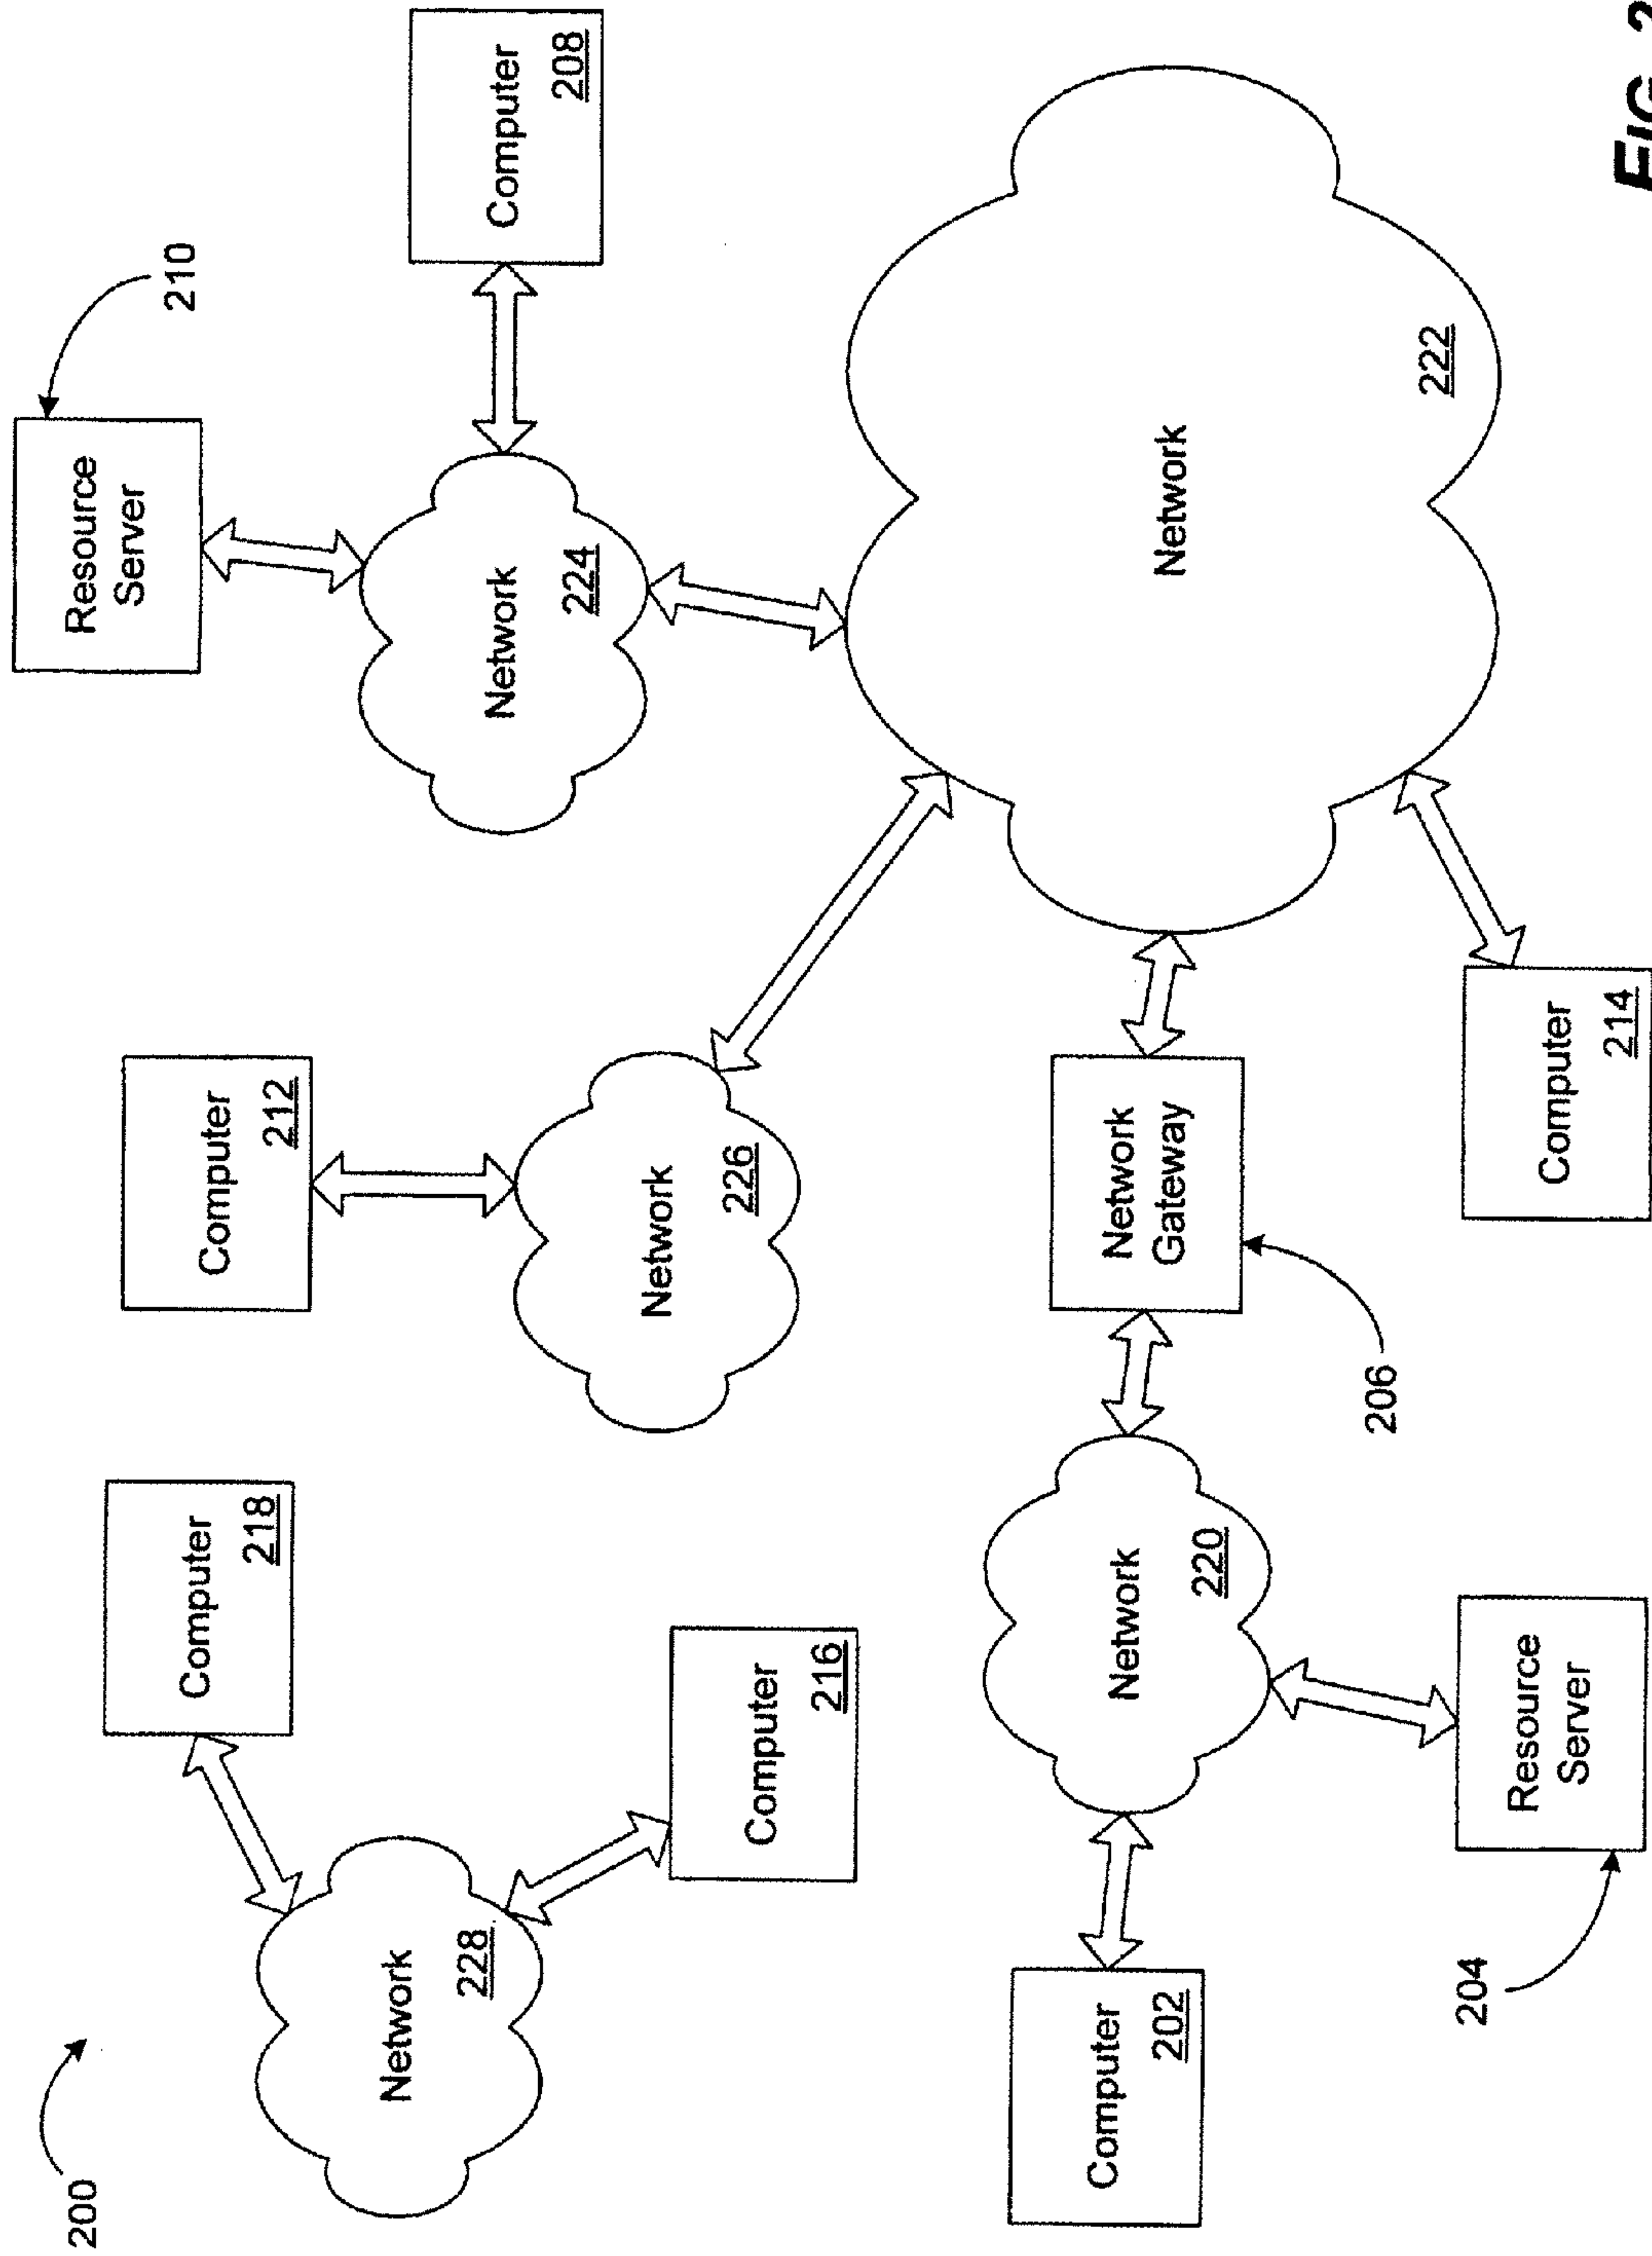 200
Network
228
Computer
218
Computer
216
Computer
212
Network
226
Resource
Server
210
Network
224
Computer
208
Computer
202
Network
220
Resource
Server
204
Network
Gateway
206
Network
222
Computer
214
FIG. 2